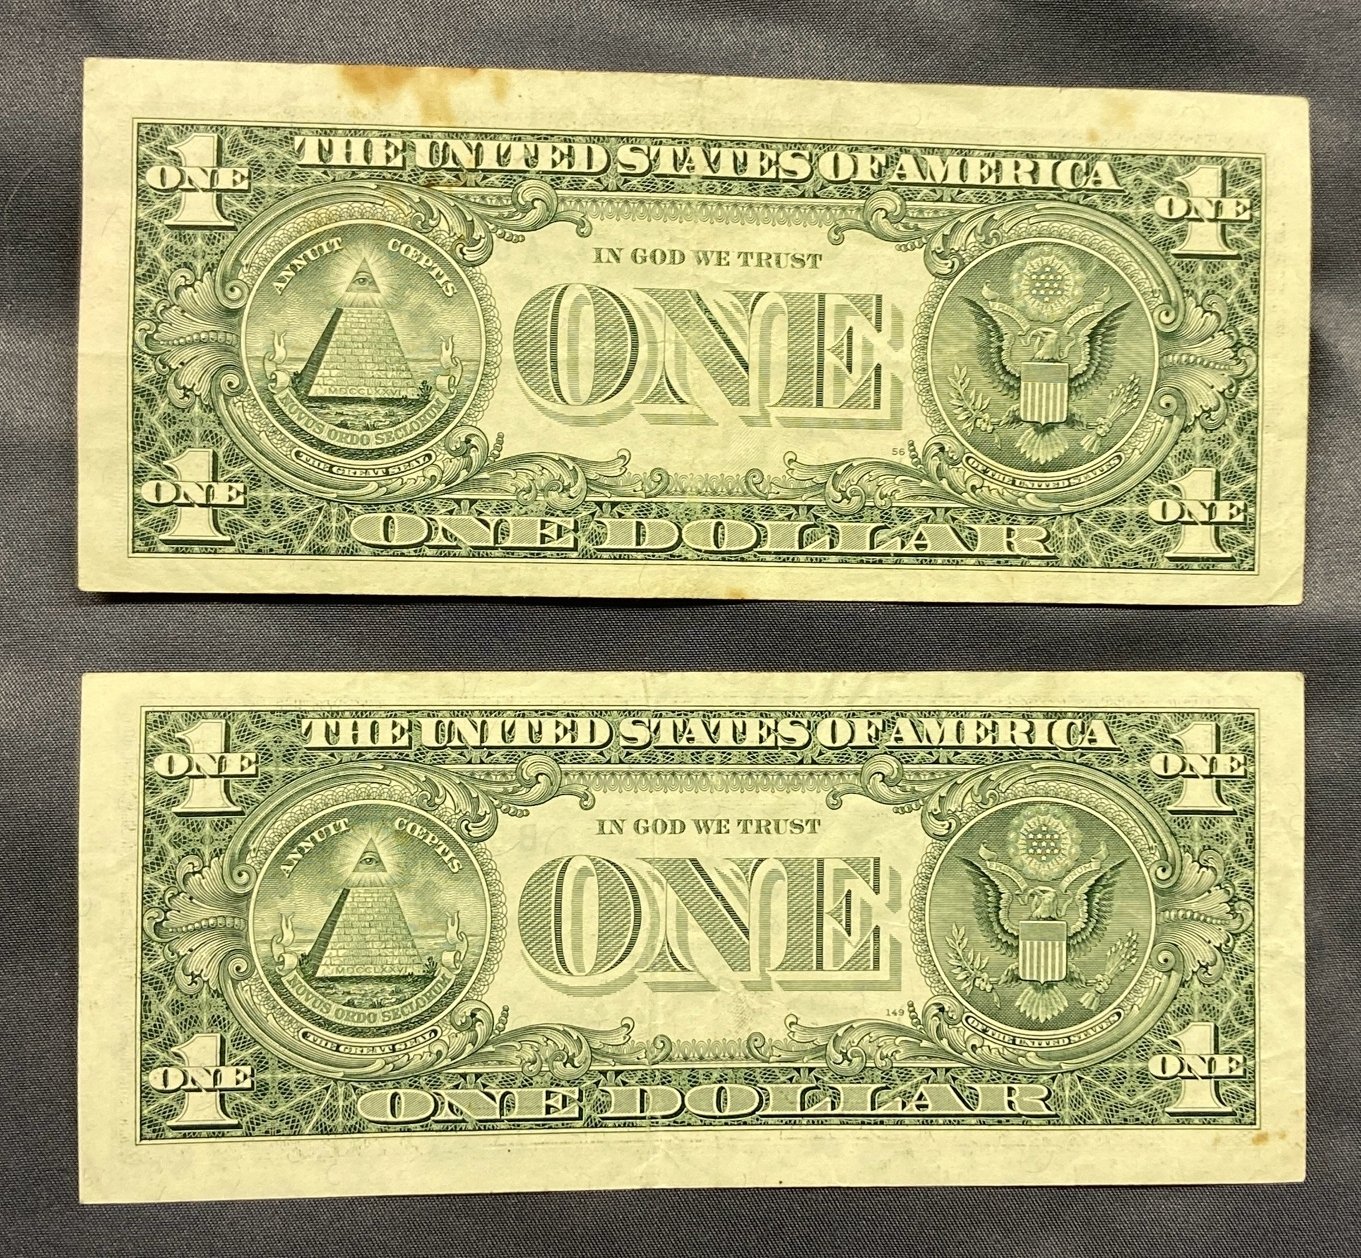 1 ONE
THE UNITED STATES OF AMERICA
1 ONE
ANNUIT CŒPTIS
IN GOD WE TRUST
ONE
MDCCLXXVI
NOVUS ORDO SECLORUM
THE GREAT SEAL
56
OF THE UNITED STATES
1 ONE
ONE DOLLAR
1 ONE
1 ONE
THE UNITED STATES OF AMERICA
1 ONE
ANNUIT CŒPTIS
IN GOD WE TRUST
ONE
MDCCLXXVI
NOVUS ORDO SECLORUM
THE GREAT SEAL
149
OF THE UNITED STATES
1 ONE
ONE DOLLAR
1 ONE